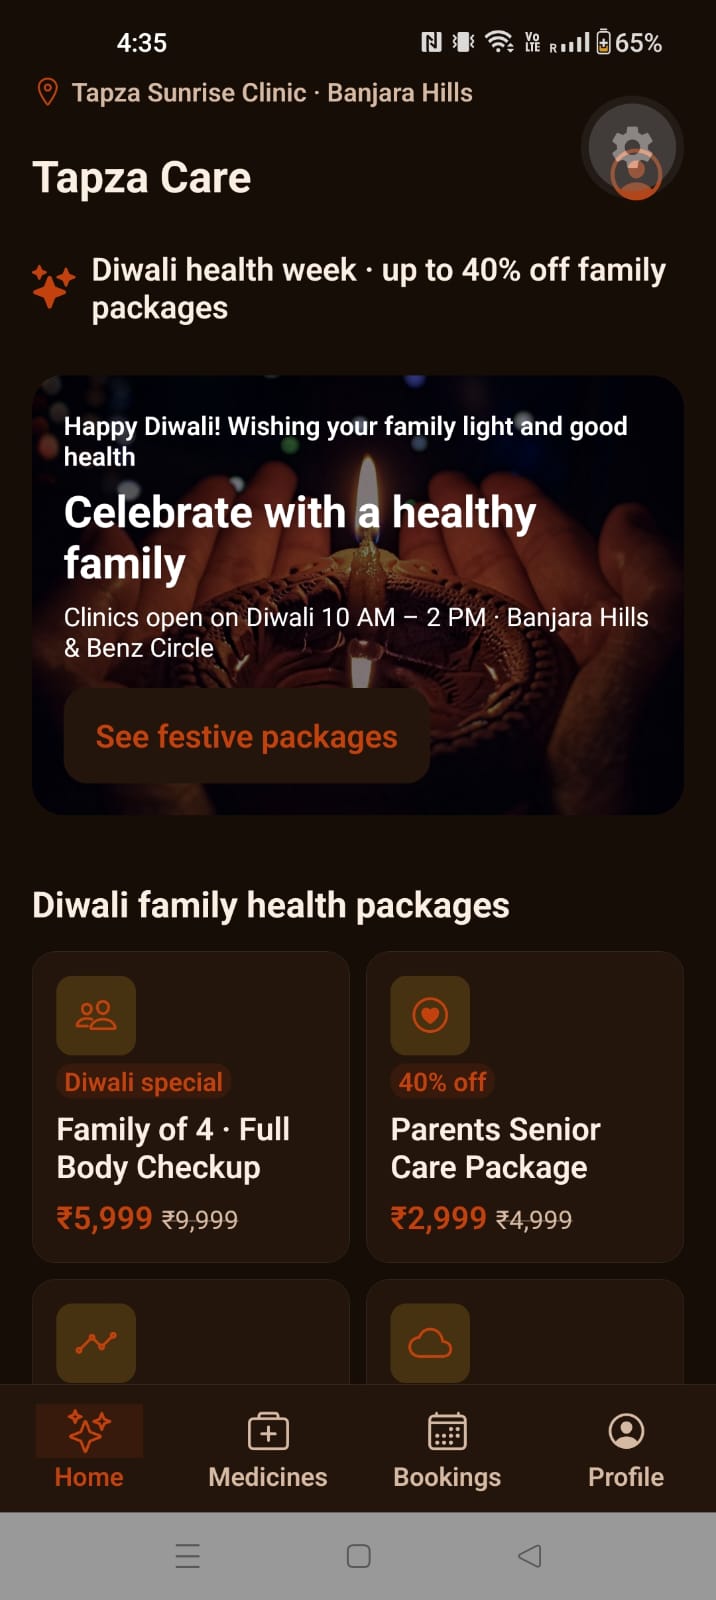 4:35
Vo
LTE
R
65%
Tapza Sunrise Clinic · Banjara Hills
Tapza Care
Diwali health week · up to 40% off family
packages
Happy Diwali! Wishing your family light and good
health
Celebrate with a healthy
family
Clinics open on Diwali 10 AM – 2 PM · Banjara Hills
& Benz Circle
See festive packages
Diwali family health packages
Diwali special
Family of 4 · Full
Body Checkup
₹5,999 ₹9,999
40% off
Parents Senior
Care Package
₹2,999 ₹4,999
Home
Medicines
Bookings
Profile